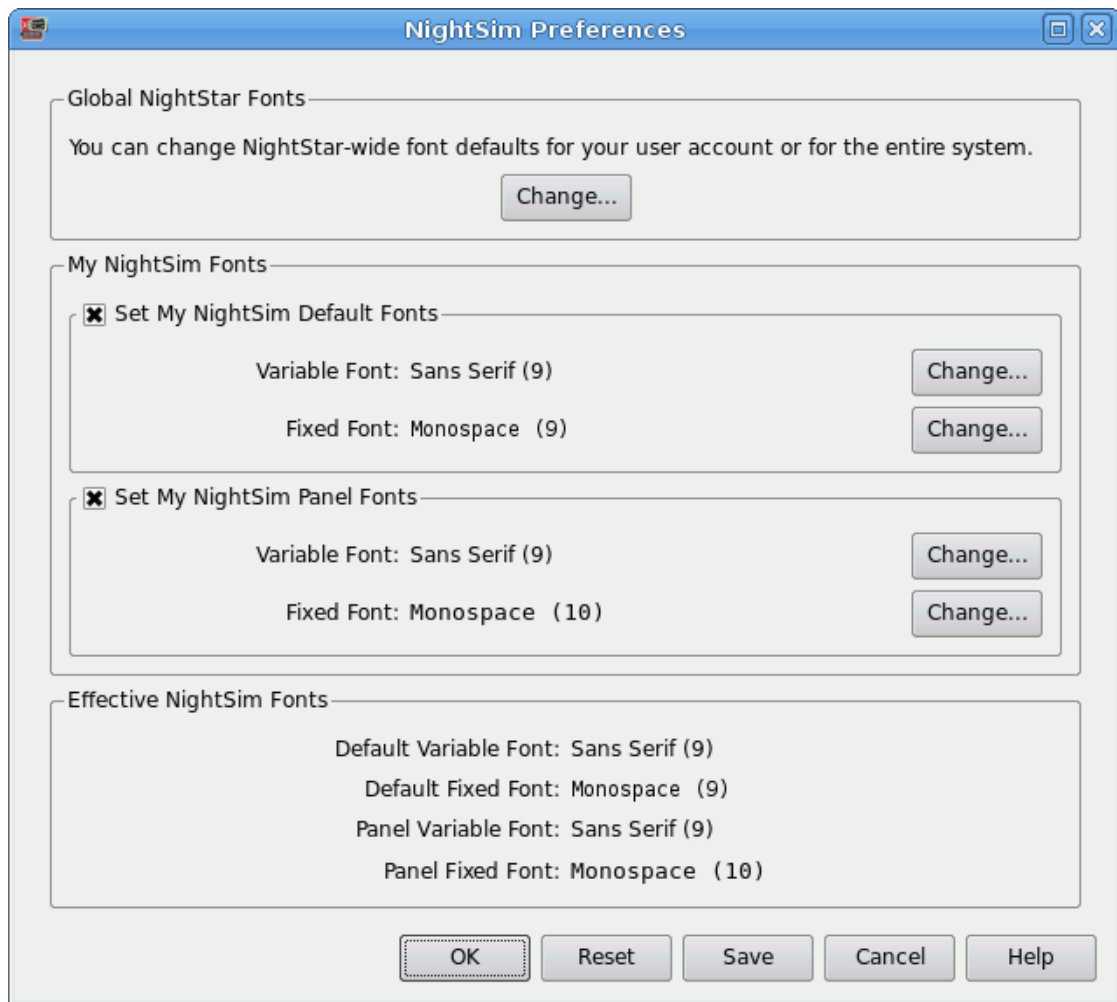 NightSim Preferences
Global NightStar Fonts
You can change NightStar-wide font defaults for your user account or for the entire system.
Change...
My NightSim Fonts
Set My NightSim Default Fonts
Variable Font: Sans Serif (9) Change...
Fixed Font: Monospace (9) Change...
Set My NightSim Panel Fonts
Variable Font: Sans Serif (9) Change...
Fixed Font: Monospace (10) Change...
Effective NightSim Fonts
Default Variable Font: Sans Serif (9)
Default Fixed Font: Monospace (9)
Panel Variable Font: Sans Serif (9)
Panel Fixed Font: Monospace (10)
OK Reset Save Cancel Help